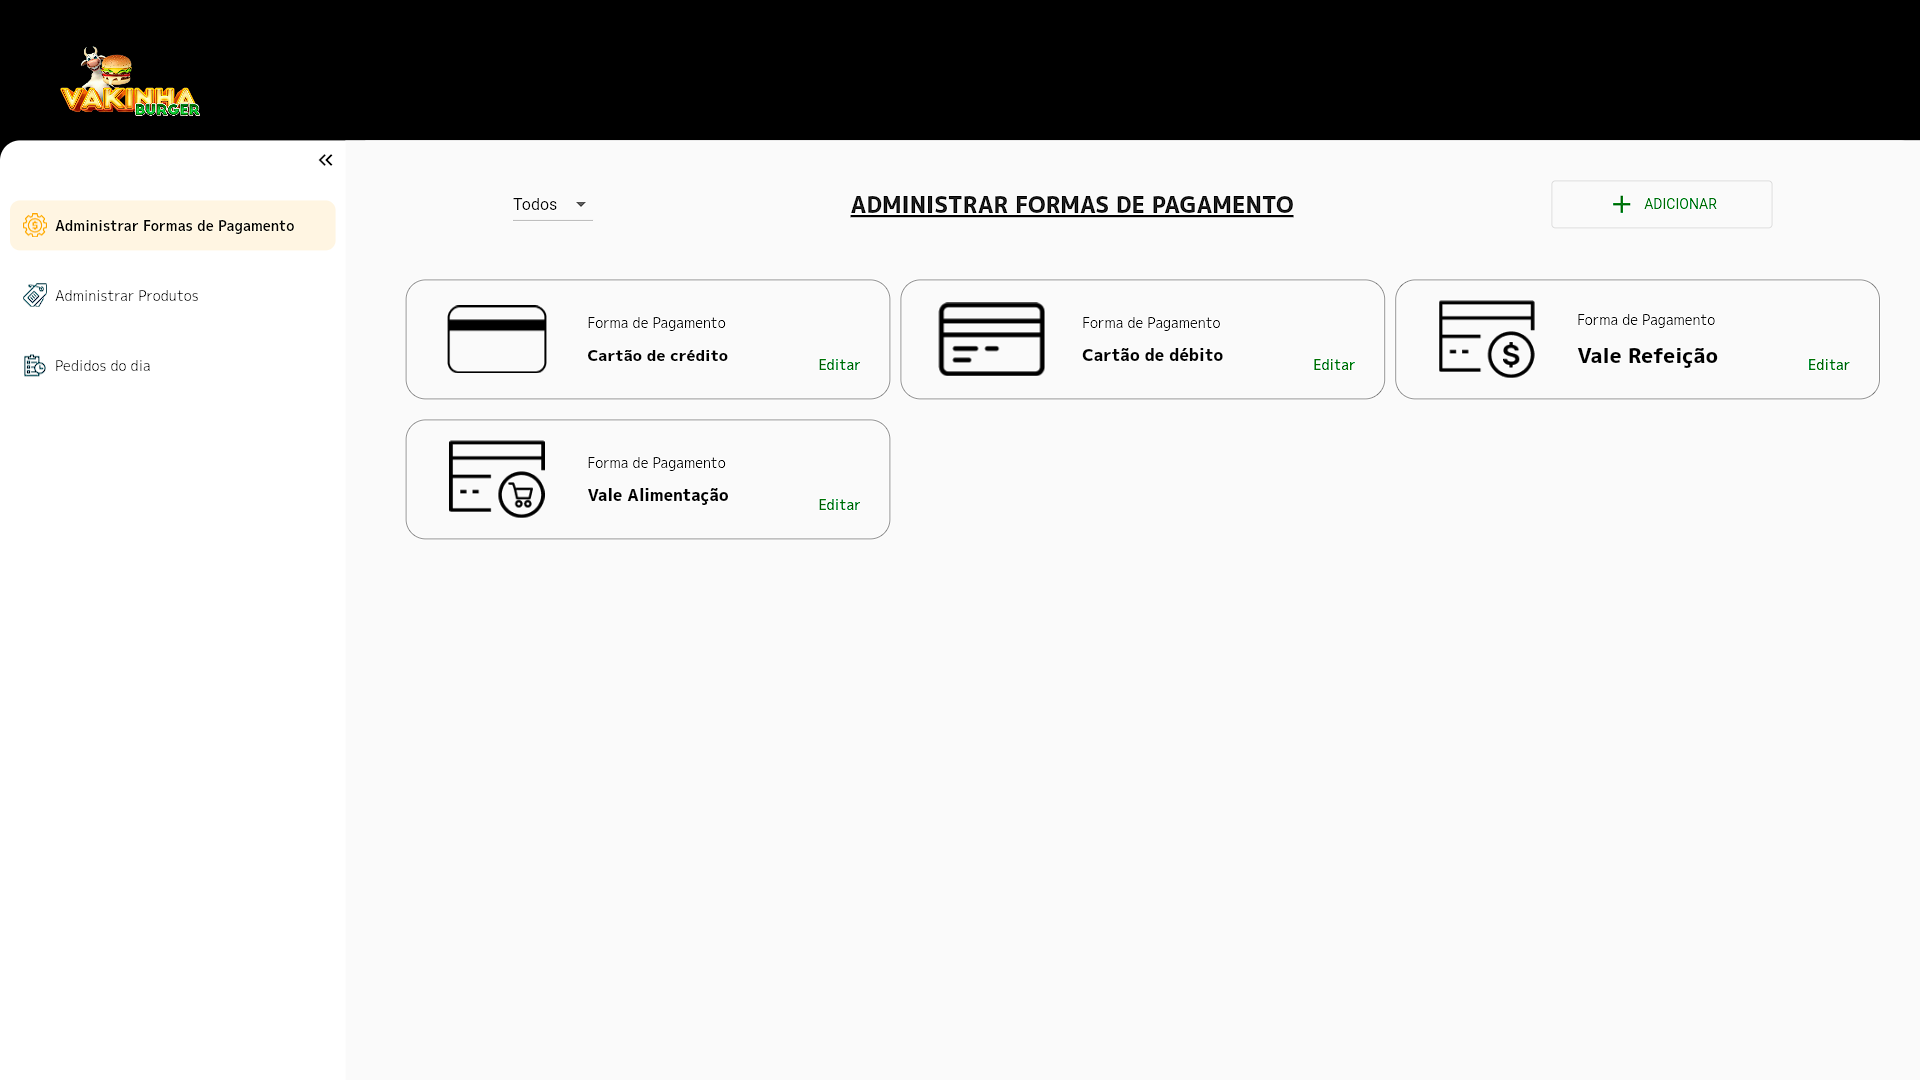 VAKINHA
BURGER
Administrar Formas de Pagamento
Administrar Produtos
Pedidos do dia
Todos
ADMINISTRAR FORMAS DE PAGAMENTO
ADICIONAR
Forma de Pagamento
Cartão de crédito
Editar
Forma de Pagamento
Cartão de débito
Editar
$
Forma de Pagamento
Vale Refeição
Editar
Forma de Pagamento
Vale Alimentação
Editar